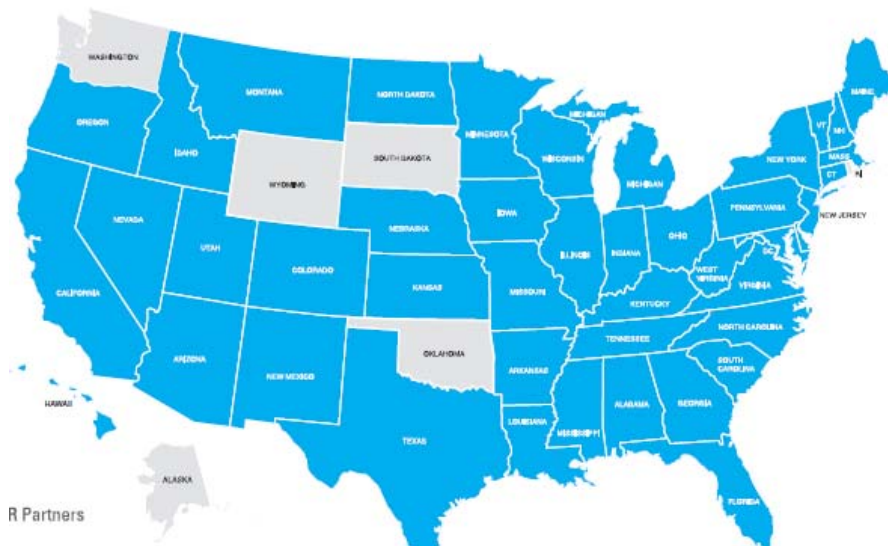 WASHINGTON
MONTANA
NORTH DAKOTA
MINNESOTA
MICHIGAN
MAINE
OREGON
IDAHO
SOUTH DAKOTA
WISCONSIN
MICHIGAN
NEW YORK
VT
NH
MASS
CT
RI
WYOMING
IOWA
PENNSYLVANIA
NEW JERSEY
NEVADA
UTAH
NEBRASKA
ILLINOIS
INDIANA
OHIO
DC
CALIFORNIA
COLORADO
KANSAS
MISSOURI
WEST
VIRGINIA
VIRGINIA
KENTUCKY
ARIZONA
NEW MEXICO
OKLAHOMA
ARKANSAS
TENNESSEE
NORTH CAROLINA
SOUTH
CAROLINA
HAWAII
TEXAS
LOUISIANA
MISSISSIPPI
ALABAMA
GEORGIA
FLORIDA
ALASKA
R Partners